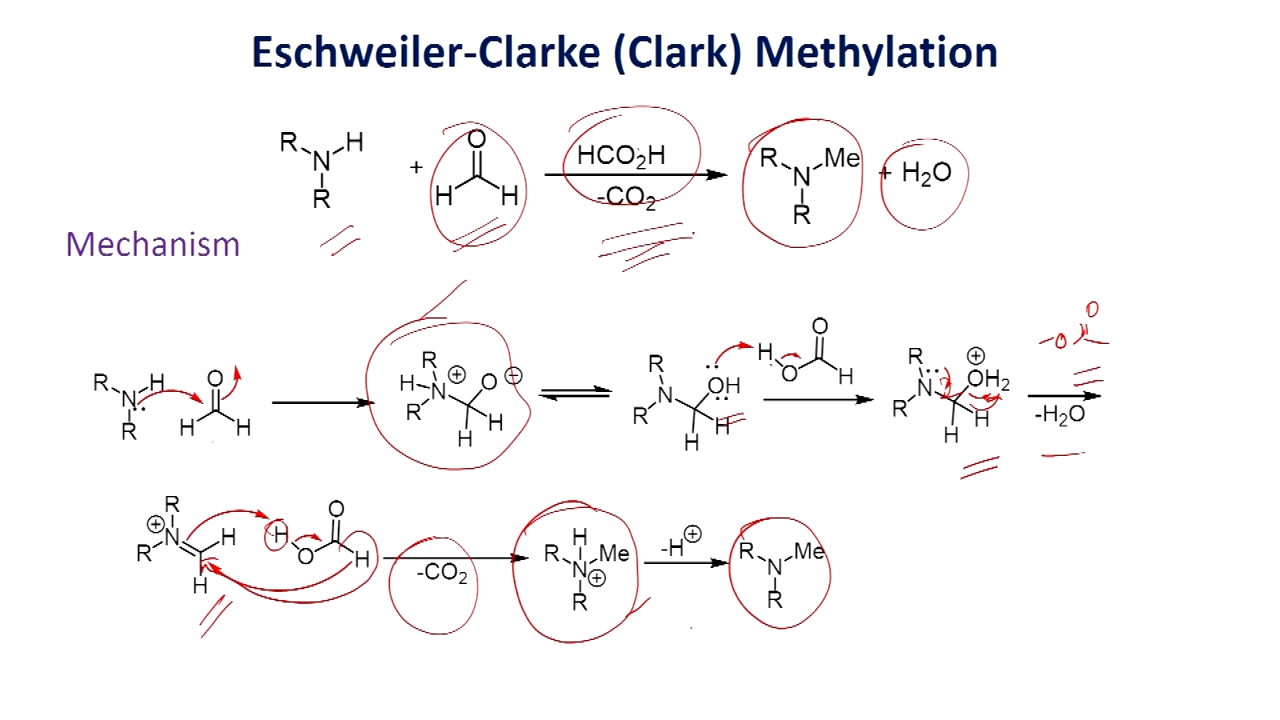 Eschweiler-Clarke (Clark) Methylation
R N H R + O H H HCO₂H -CO₂ R N Me R + H₂O
Mechanism
R N H R O H H R H N ⊕ R O ⊖ H H R N R OH H H H O O H R N R ⊕ OH₂ H H -H₂O -O O
R ⊕ N R H H H O O H -CO₂ H R N Me ⊕ R -H⊕ R N Me R